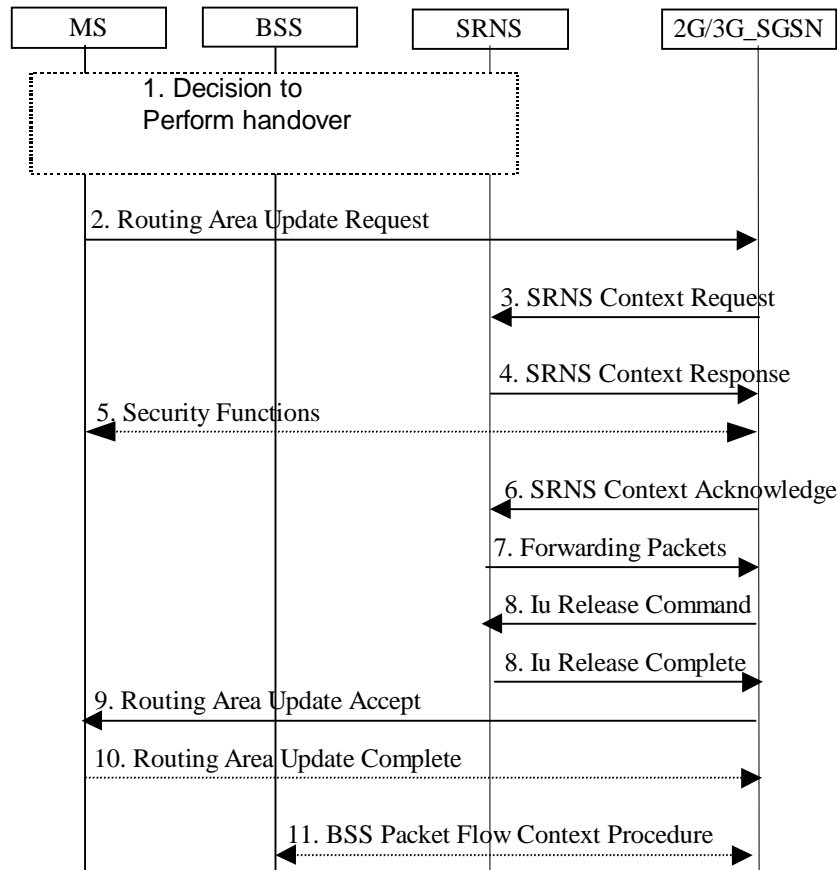 MS BSS SRNS 2G/3G_SGSN
1. Decision to
Perform handover
2. Routing Area Update Request
3. SRNS Context Request
4. SRNS Context Response
5. Security Functions
6. SRNS Context Acknowledge
7. Forwarding Packets
8. Iu Release Command
8. Iu Release Complete
9. Routing Area Update Accept
10. Routing Area Update Complete
11. BSS Packet Flow Context Procedure